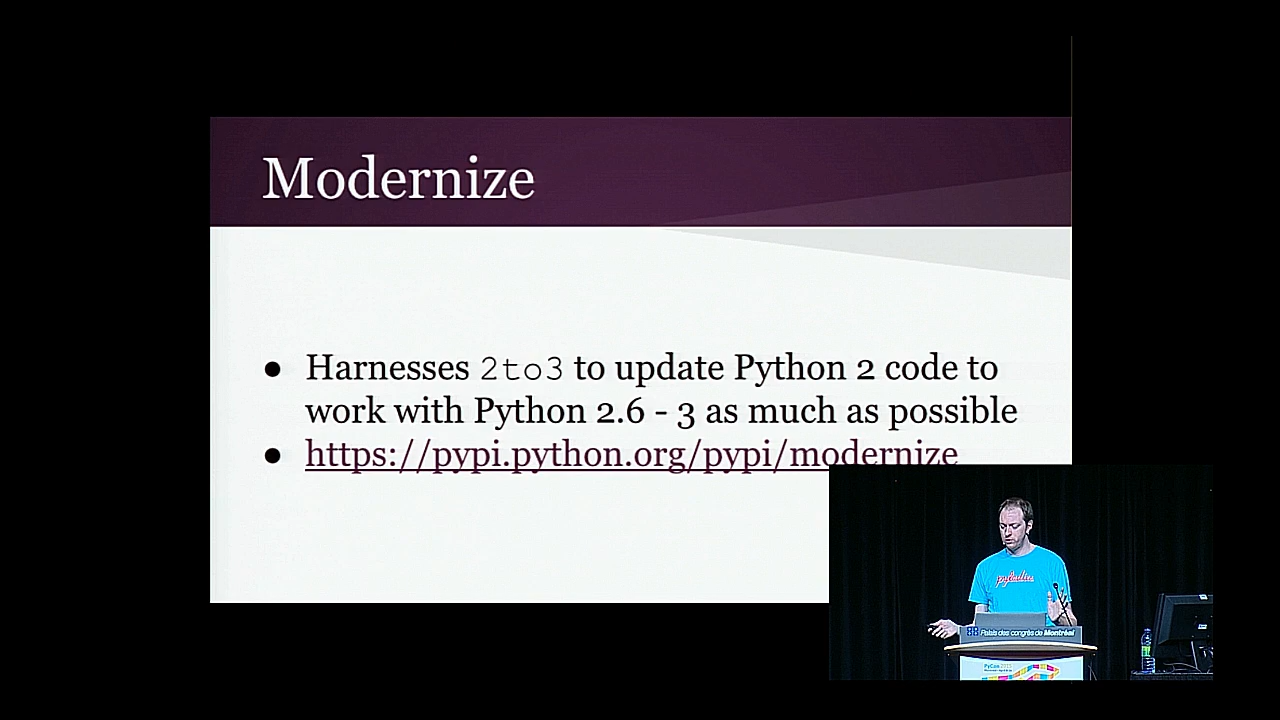 Modernize
● Harnesses 2to3 to update Python 2 code to
work with Python 2.6 - 3 as much as possible
● https://pypi.python.org/pypi/modernize
pyladies
Palais des congrès de Montréal
PyCon 2015